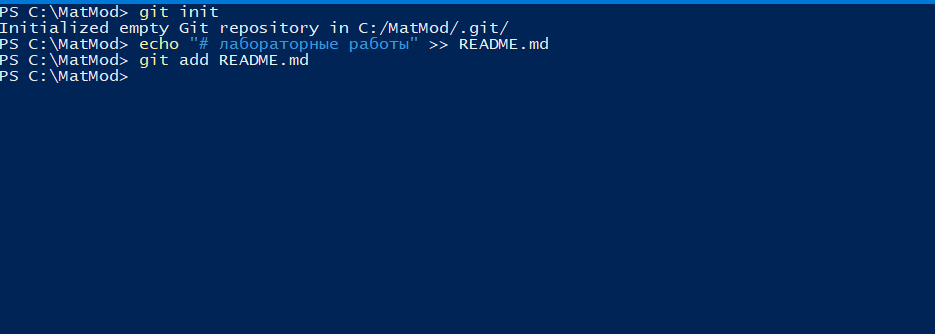 PS C:\MatMod> git init
Initialized empty Git repository in C:/MatMod/.git/
PS C:\MatMod> echo "# лабораторные работы" >> README.md
PS C:\MatMod> git add README.md
PS C:\MatMod>